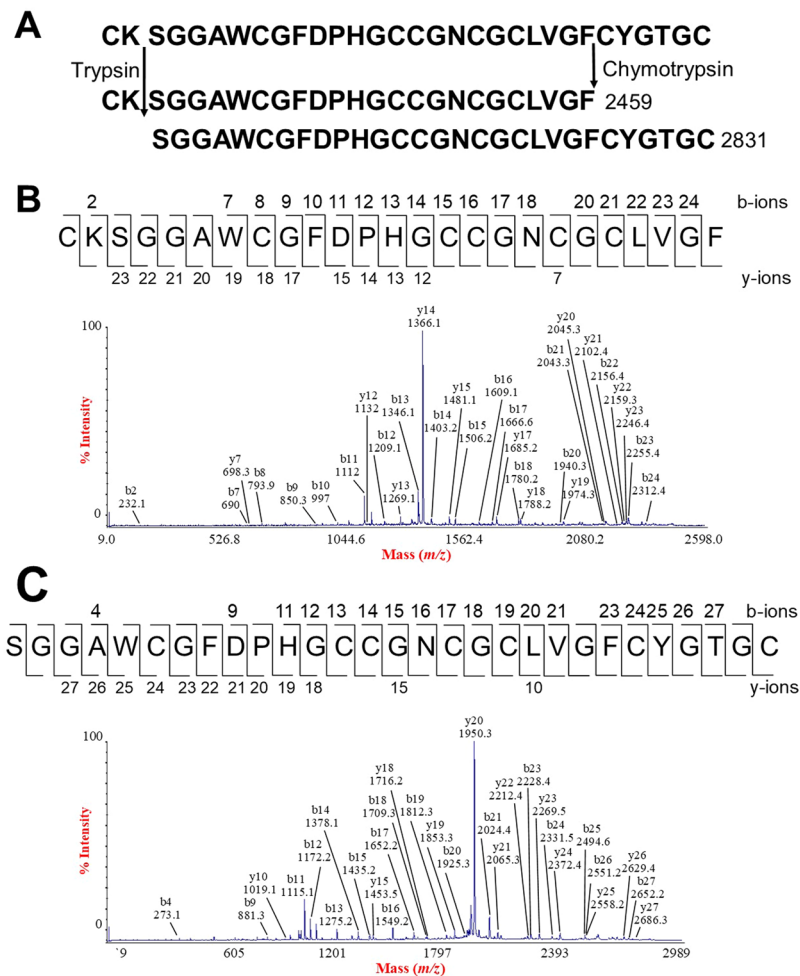 A
CK SGGAWCGFDPHGCCGNCGCLVGFCYGTGC
Trypsin
Chymotrypsin
CKSGGAWCGFDPHGCCGNCGCLVGF 2459
SGGAWCGFDPHGCCGNCGCLVGFCYGTGC 2831
B
2 7 8 9 10 11 12 13 14 15 16 17 18 20 21 22 23 24 b-ions
C K S G G A W C G F D P H G C C G N C G C L V G F
23 22 21 20 19 18 17 15 14 13 12 7 y-ions
100
% Intensity
0
b2
232.1
y7
698.3
b7
690
b8
793.9
b9
850.3
b10
997
b11
1112
y12
1132
b12
1209.1
b13
1346.1
y13
1269.1
y14
1366.1
b14
1403.2
y15
1481.1
b15
1506.2
b16
1609.1
b17
1666.6
y17
1685.2
b18
1780.2
y18
1788.2
b20
1940.3
y19
1974.3
b21
2043.3
y20
2045.3
y21
2102.4
b22
2156.4
y22
2159.3
y23
2246.4
b23
2255.4
b24
2312.4
9.0 526.8 1044.6 1562.4 2080.2 2598.0
Mass (m/z)
C
4 9 11 12 13 14 15 16 17 18 19 20 21 23 24 25 26 27 b-ions
S G G A W C G F D P H G C C G N C G C L V G F C Y G T G C
27 26 25 24 23 22 21 20 19 18 15 10 y-ions
100
% Intensity
0
b4
273.1
b9
881.3
y10
1019.1
b11
1115.1
b12
1172.2
b13
1275.2
b14
1378.1
b15
1435.2
y15
1453.5
b16
1549.2
b17
1652.2
b18
1709.3
y18
1716.2
b19
1812.3
y19
1853.3
b20
1925.3
y20
1950.3
b21
2024.4
y21
2065.3
y22
2212.4
b23
2228.4
y23
2269.5
b24
2331.5
y24
2372.4
b25
2494.6
b26
2551.2
y25
2558.2
y26
2629.4
b27
2652.2
y27
2686.3
9 605 1201 1797 2393 2989
Mass (m/z)